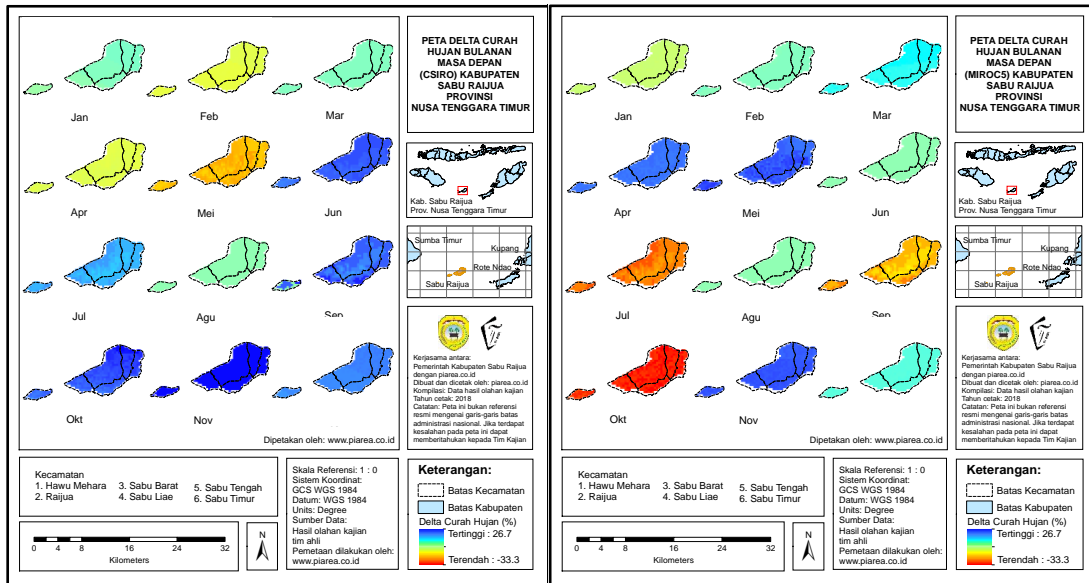 PETA DELTA CURAH
HUJAN BULANAN
MASA DEPAN
(CSIRO) KABUPATEN
SABU RAIJUA
PROVINSI
NUSA TENGGARA TIMUR
Jan
Feb
Mar
Apr
Mei
Jun
Jul
Agu
Sep
Okt
Nov
Dipetakan oleh: www.piarea.co.id
Kab. Sabu Raijua
Prov. Nusa Tenggara Timur
Sumba Timur
Kupang
Rote Ndao
Sabu Raijua
Kerjasama antara:
Pemerintah Kabupaten Sabu Raijua
dengan piarea.co.id
Dibuat dan dicetak oleh: piarea.co.id
Kompilasi: Data hasil olahan kajian
Tahun cetak: 2018
Catatan: Peta ini bukan referensi
resmi mengenai garis-garis batas
administrasi nasional. Jika terdapat
kesalahan pada peta ini dapat
memberitahukan kepada Tim Kajian
Kecamatan
1. Hawu Mehara
2. Raijua
3. Sabu Barat
4. Sabu Liae
5. Sabu Tengah
6. Sabu Timur
0 4 8 16 24 32
Kilometers
N
Skala Referensi: 1 : 0
Sistem Koordinat:
GCS WGS 1984
Datum: WGS 1984
Units: Degree
Sumber Data:
Hasil olahan kajian
tim ahli
Pemetaan dilakukan oleh:
www.piarea.co.id
Keterangan:
Batas Kecamatan
Batas Kabupaten
Delta Curah Hujan (%)
Tertinggi : 26.7
Terendah : -33.3
PETA DELTA CURAH
HUJAN BULANAN
MASA DEPAN
(MIROC5) KABUPATEN
SABU RAIJUA
PROVINSI
NUSA TENGGARA TIMUR
Jan
Feb
Mar
Apr
Mei
Jun
Jul
Agu
Sep
Okt
Nov
Dipetakan oleh: www.piarea.co.id
Kab. Sabu Raijua
Prov. Nusa Tenggara Timur
Sumba Timur
Kupang
Rote Ndao
Sabu Raijua
Kerjasama antara:
Pemerintah Kabupaten Sabu Raijua
dengan piarea.co.id
Dibuat dan dicetak oleh: piarea.co.id
Kompilasi: Data hasil olahan kajian
Tahun cetak: 2018
Catatan: Peta ini bukan referensi
resmi mengenai garis-garis batas
administrasi nasional. Jika terdapat
kesalahan pada peta ini dapat
memberitahukan kepada Tim Kajian
Kecamatan
1. Hawu Mehara
2. Raijua
3. Sabu Barat
4. Sabu Liae
5. Sabu Tengah
6. Sabu Timur
0 4 8 16 24 32
Kilometers
N
Skala Referensi: 1 : 0
Sistem Koordinat:
GCS WGS 1984
Datum: WGS 1984
Units: Degree
Sumber Data:
Hasil olahan kajian
tim ahli
Pemetaan dilakukan oleh:
www.piarea.co.id
Keterangan:
Batas Kecamatan
Batas Kabupaten
Delta Curah Hujan (%)
Tertinggi : 26.7
Terendah : -33.3